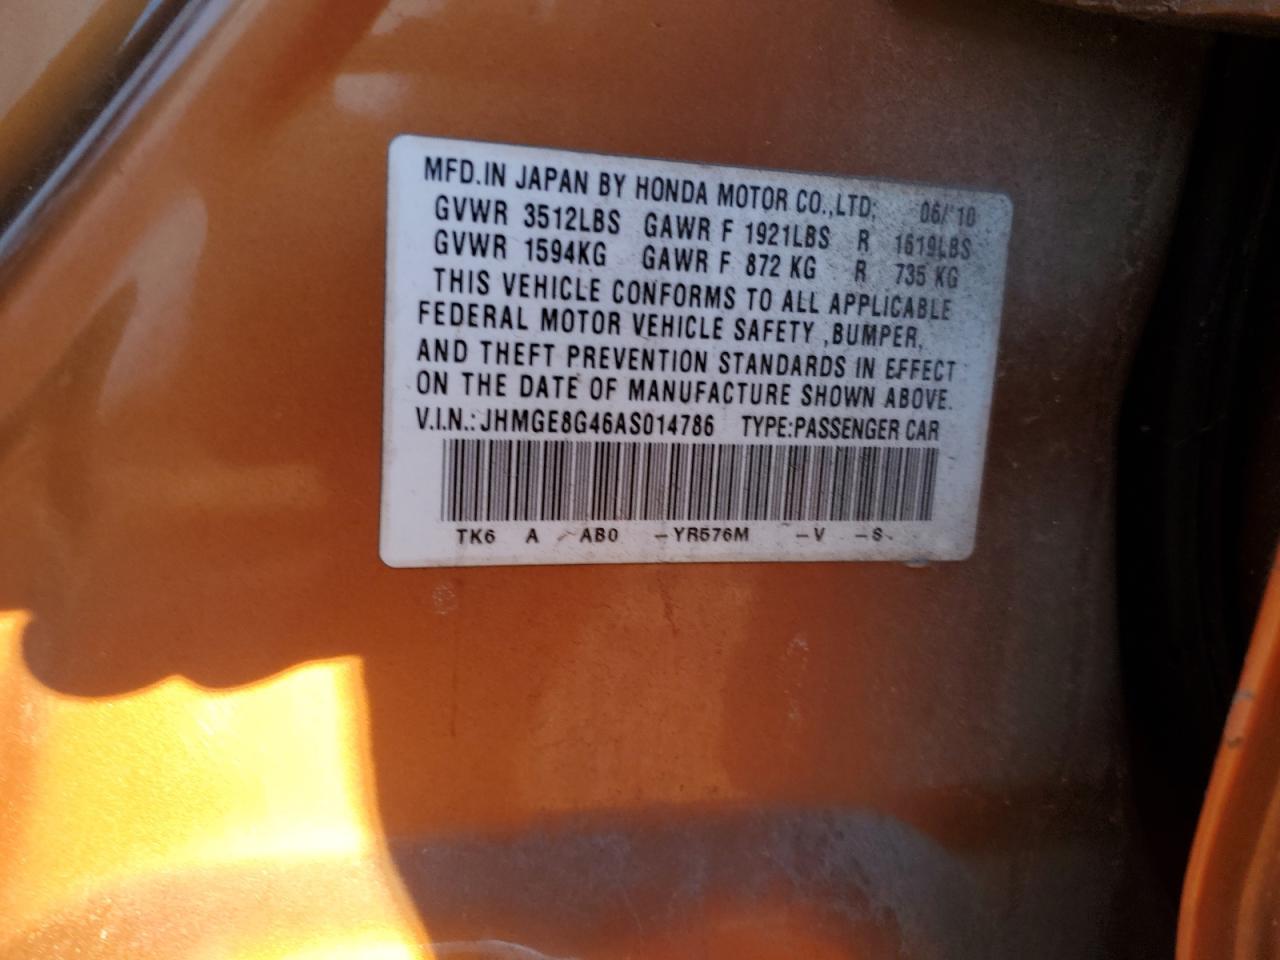 MFD.IN JAPAN BY HONDA MOTOR CO.,LTD; 06/'10
GVWR 3512LBS GAWR F 1921LBS R 1619LBS
GVWR 1594KG GAWR F 872 KG R 735 KG
THIS VEHICLE CONFORMS TO ALL APPLICABLE
FEDERAL MOTOR VEHICLE SAFETY ,BUMPER,
AND THEFT PREVENTION STANDARDS IN EFFECT
ON THE DATE OF MANUFACTURE SHOWN ABOVE.
V.I.N.: JHMGE8G46AS014786 TYPE:PASSENGER CAR
TK6 A AB0 -YR576M -V -S